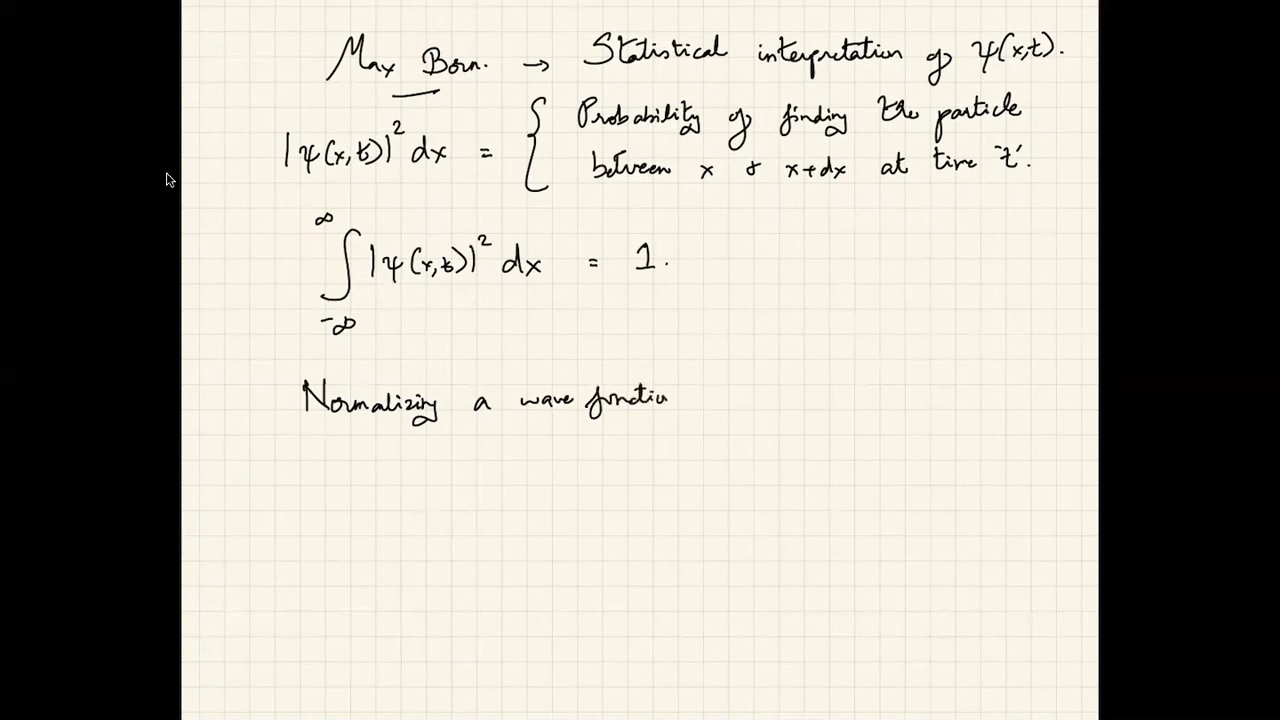 Max Born. → Statistical interpretation of ψ(x,t).
|ψ(x,t)|² dx = { Probability of finding the particle
between x & x+dx at time 't'.
∞
∫ |ψ(x,t)|² dx = 1.
-∞
Normalizing a wave functio